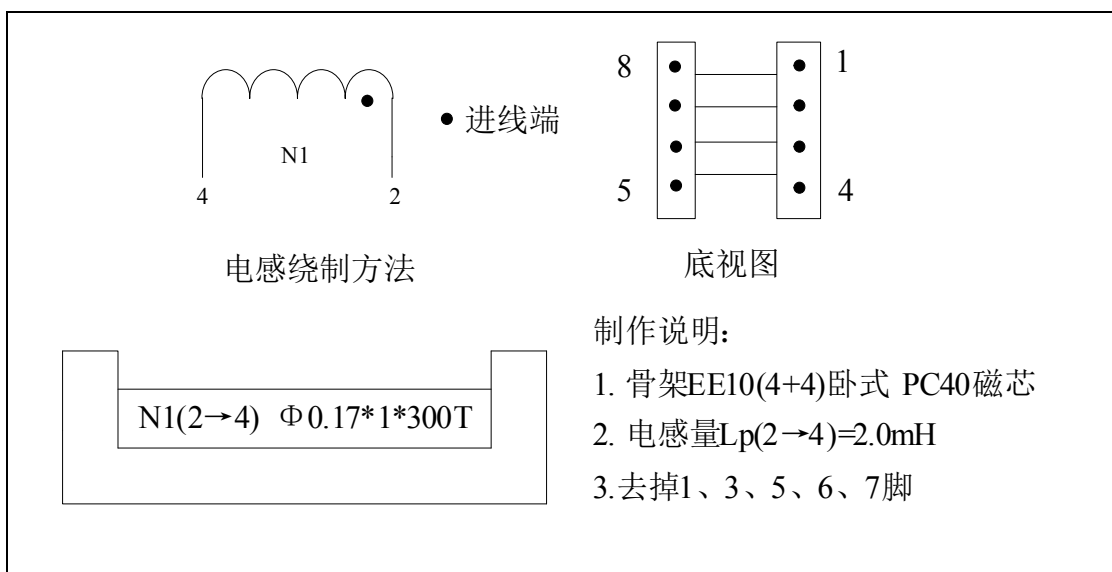 N1
4
2
● 进线端
电感绕制方法
8
1
5
4
底视图
N1(2→4) Φ0.17*1*300T
制作说明:
1. 骨架EE10(4+4)卧式 PC40磁芯
2. 电感量Lp(2→4)=2.0mH
3.去掉1、3、5、6、7脚